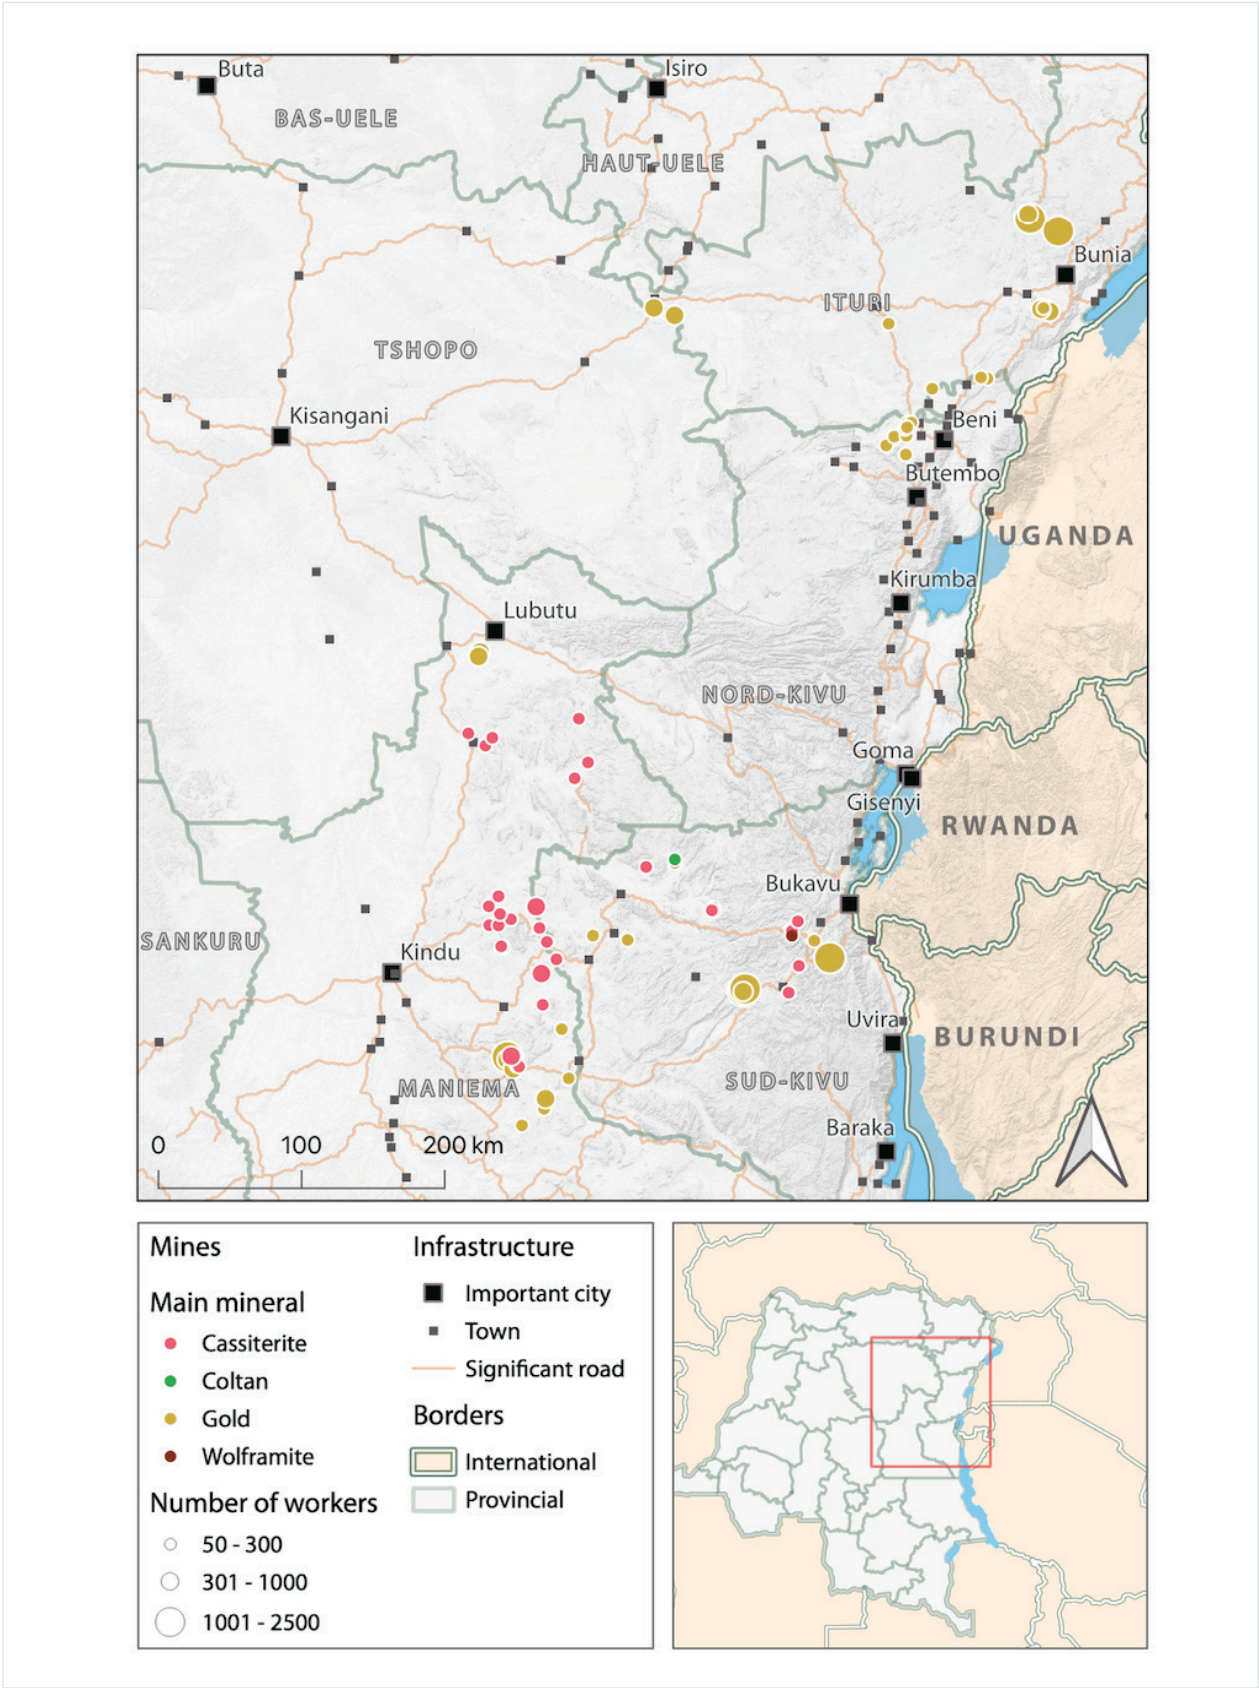 Buta
Isiro
BAS-UELE
HAUT-UELE
Bunia
ITURI
TSHOPO
Kisangani
Beni
Butembo
UGANDA
Kirumba
Lubutu
NORD-KIVU
Goma
Gisenyi
RWANDA
Bukavu
SANKURU
Kindu
Uvira
BURUNDI
SUD-KIVU
MANIEMA
Baraka
0 100 200 km
Mines
Main mineral
Cassiterite
Coltan
Gold
Wolframite
Number of workers
50 - 300
301 - 1000
1001 - 2500
Infrastructure
Important city
Town
Significant road
Borders
International
Provincial